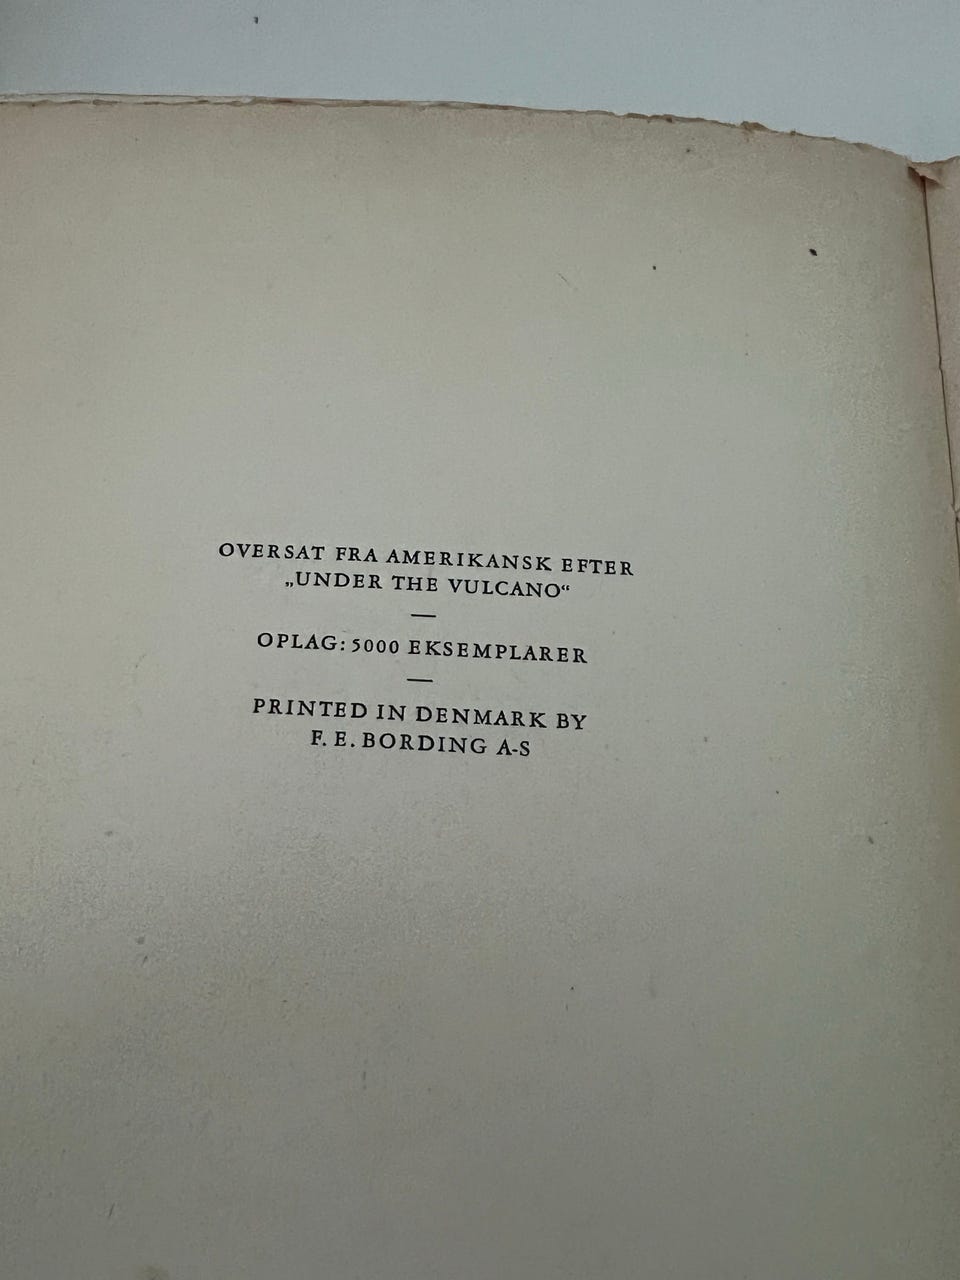 OVERSAT FRA AMERIKANSK EFTER
„UNDER THE VULCANO“
—
OPLAG: 5000 EKSEMPLARER
—
PRINTED IN DENMARK BY
F. E. BORDING A-S